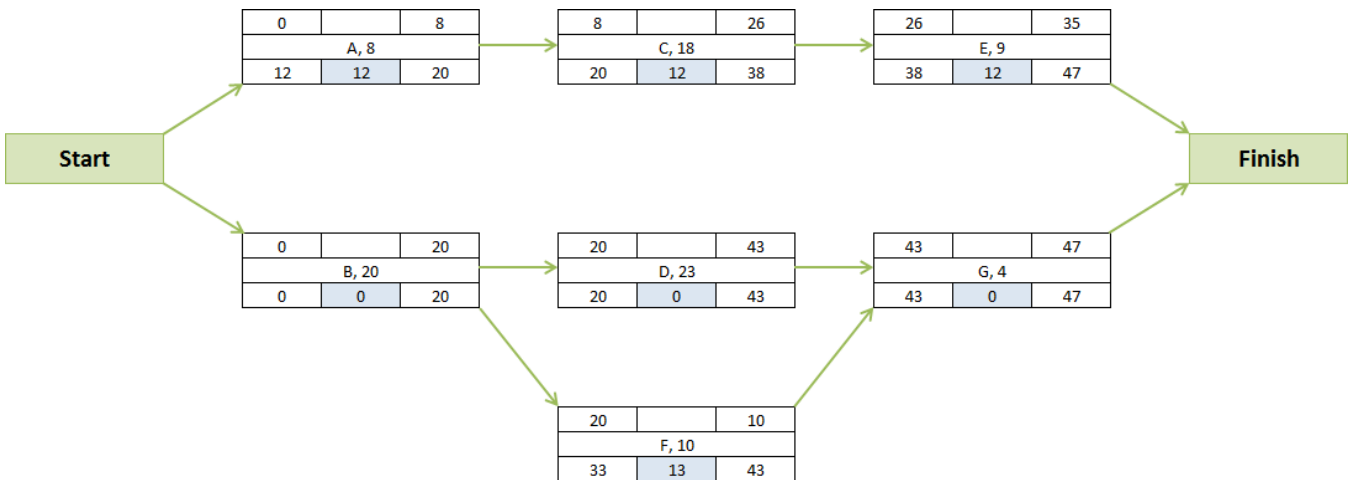 0 8 8 26 26 35
A, 8 C, 18 E, 9
12 12 20 20 12 38 38 12 47
Start Finish
0 20 20 43 43 47
B, 20 D, 23 G, 4
0 0 20 20 0 43 43 0 47
20 10
F, 10
33 13 43